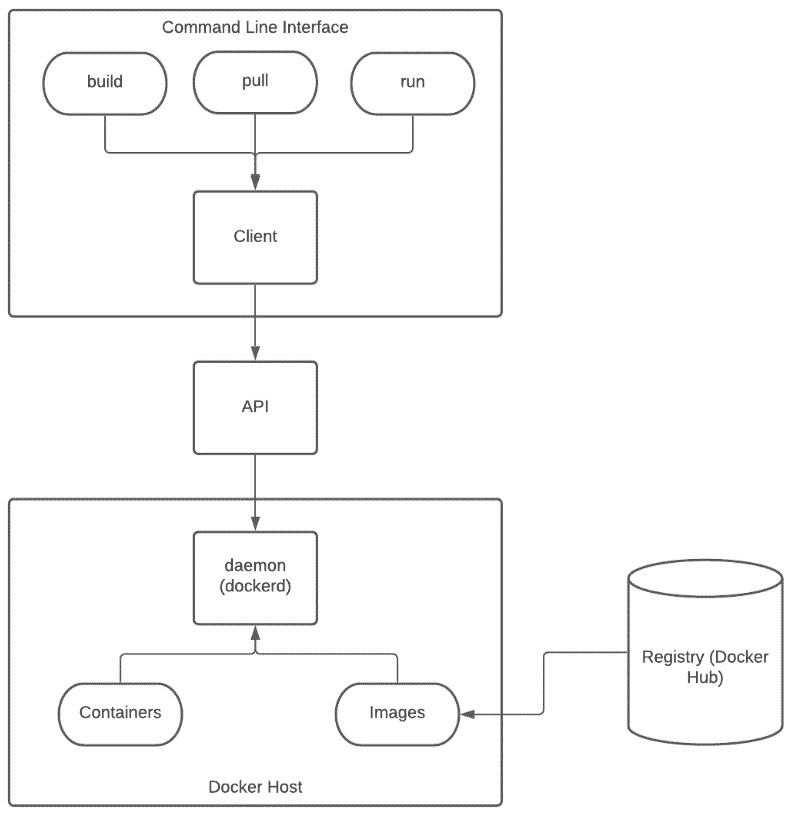 Command Line Interface
build
pull
run
Client
API
daemon
(dockerd)
Registry (Docker
Hub)
Containers
Images
Docker Host